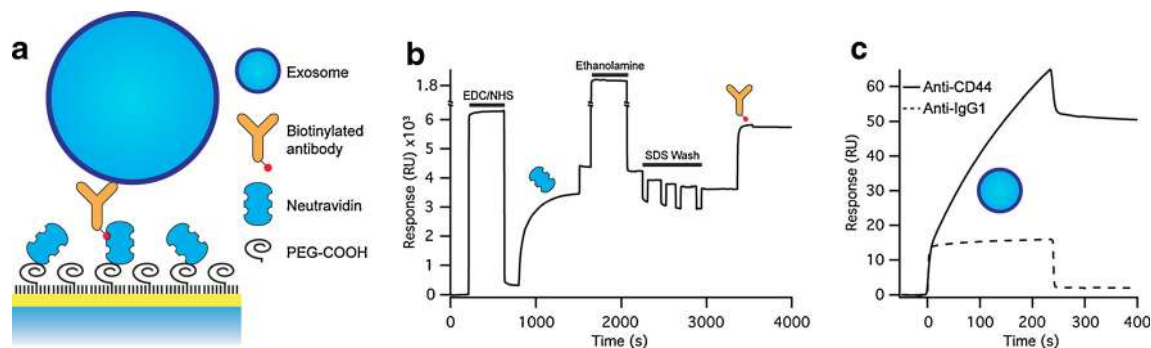 a
Exosome
Biotinylated
antibody
Neutravidin
PEG-COOH
b
Response (RU) x10³
1.8
6
5
4
3
2
1
0
EDC/NHS
Ethanolamine
SDS Wash
0
1000
2000
3000
4000
Time (s)
c
Response (RU)
60
50
40
30
20
10
0
Anti-CD44
Anti-IgG1
0
100
200
300
400
Time (s)